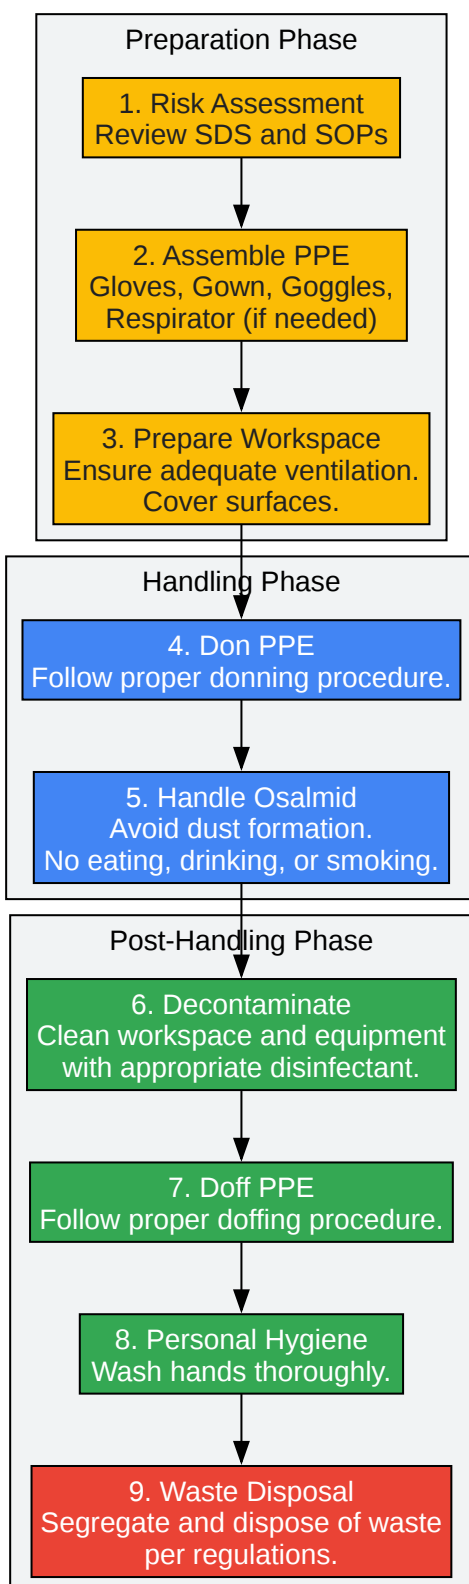 Preparation Phase
1. Risk Assessment
Review SDS and SOPs
2. Assemble PPE
Gloves, Gown, Goggles,
Respirator (if needed)
3. Prepare Workspace
Ensure adequate ventilation.
Cover surfaces.
Handling Phase
4. Don PPE
Follow proper donning procedure.
5. Handle Osalmid
Avoid dust formation.
No eating, drinking, or smoking.
Post-Handling Phase
6. Decontaminate
Clean workspace and equipment
with appropriate disinfectant.
7. Doff PPE
Follow proper doffing procedure.
8. Personal Hygiene
Wash hands thoroughly.
9. Waste Disposal
Segregate and dispose of waste
per regulations.